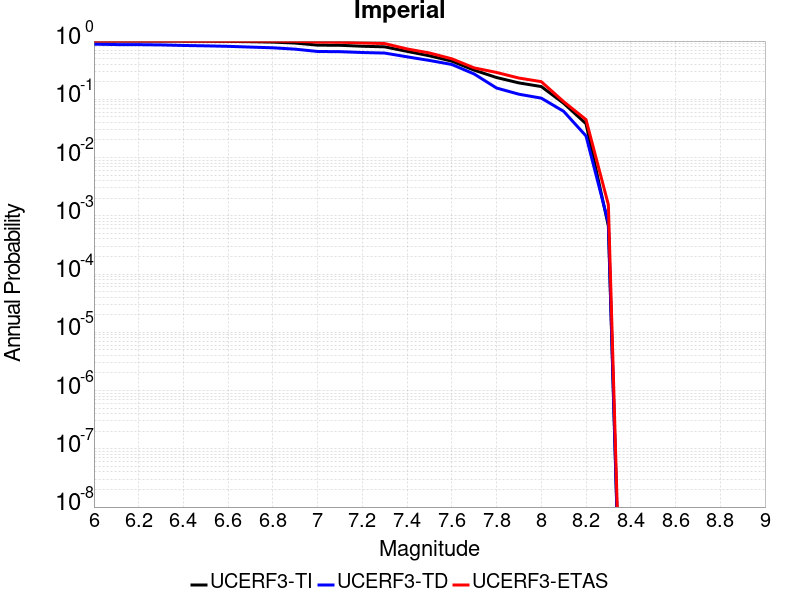 Imperial
10^0
10^-1
10^-2
10^-3
10^-4
10^-5
10^-6
10^-7
10^-8
Annual Probability
6 6.2 6.4 6.6 6.8 7 7.2 7.4 7.6 7.8 8 8.2 8.4 8.6 8.8 9
Magnitude
UCERF3-TI UCERF3-TD UCERF3-ETAS